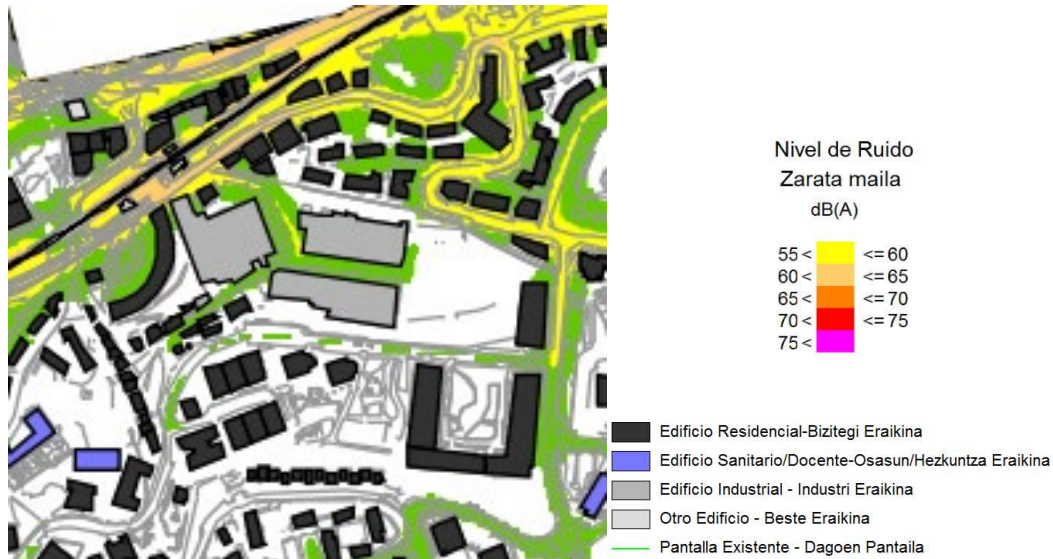 Nivel de Ruido
Zarata maila
dB(A)
55 < <= 60
60 < <= 65
65 < <= 70
70 < <= 75
75 <
Edificio Residencial-Bizitegi Eraikina
Edificio Sanitario/Docente-Osasun/Hezkuntza Eraikina
Edificio Industrial - Industri Eraikina
Otro Edificio - Beste Eraikina
Pantalla Existente - Dagoen Pantaila